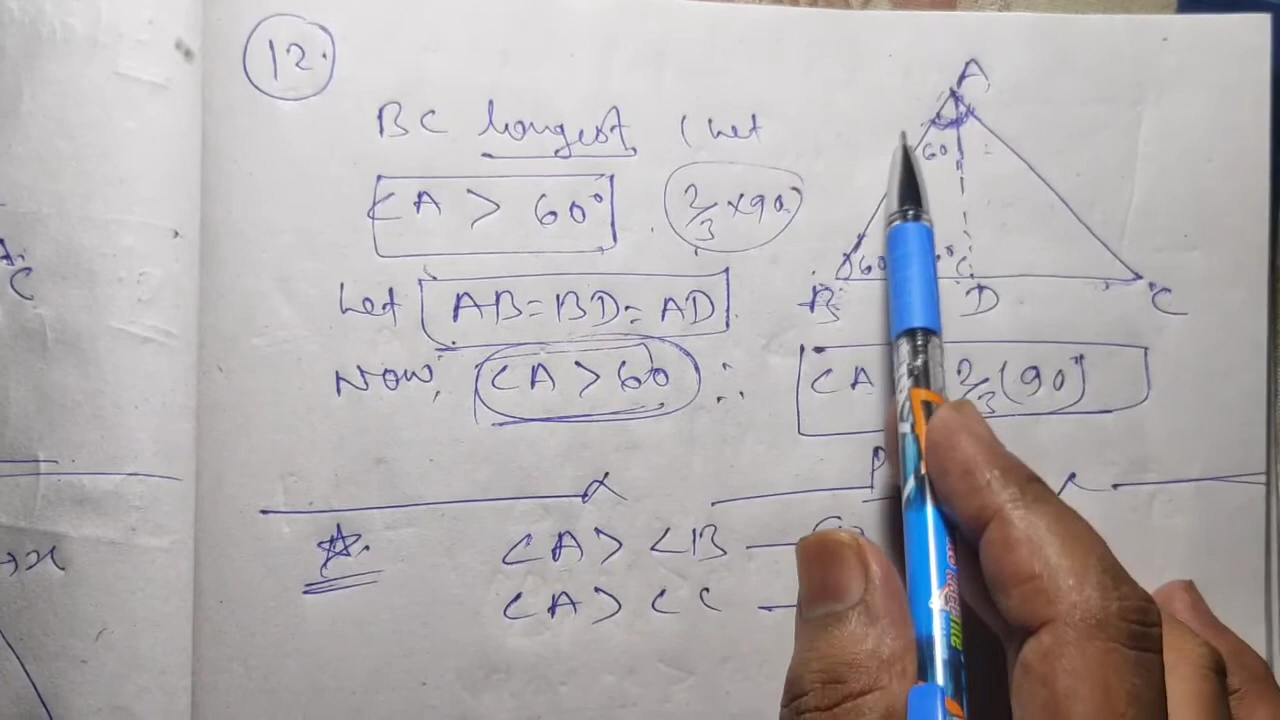 12.
BC longest (Let
<A > 60° 2/3 × 90°
Let AB = BD = AD
Now, <A > 60 ∴ <A 2/3 (90°)
A
60
60
B D C
☆.
<A > <B —
<A > <C —
C
→x